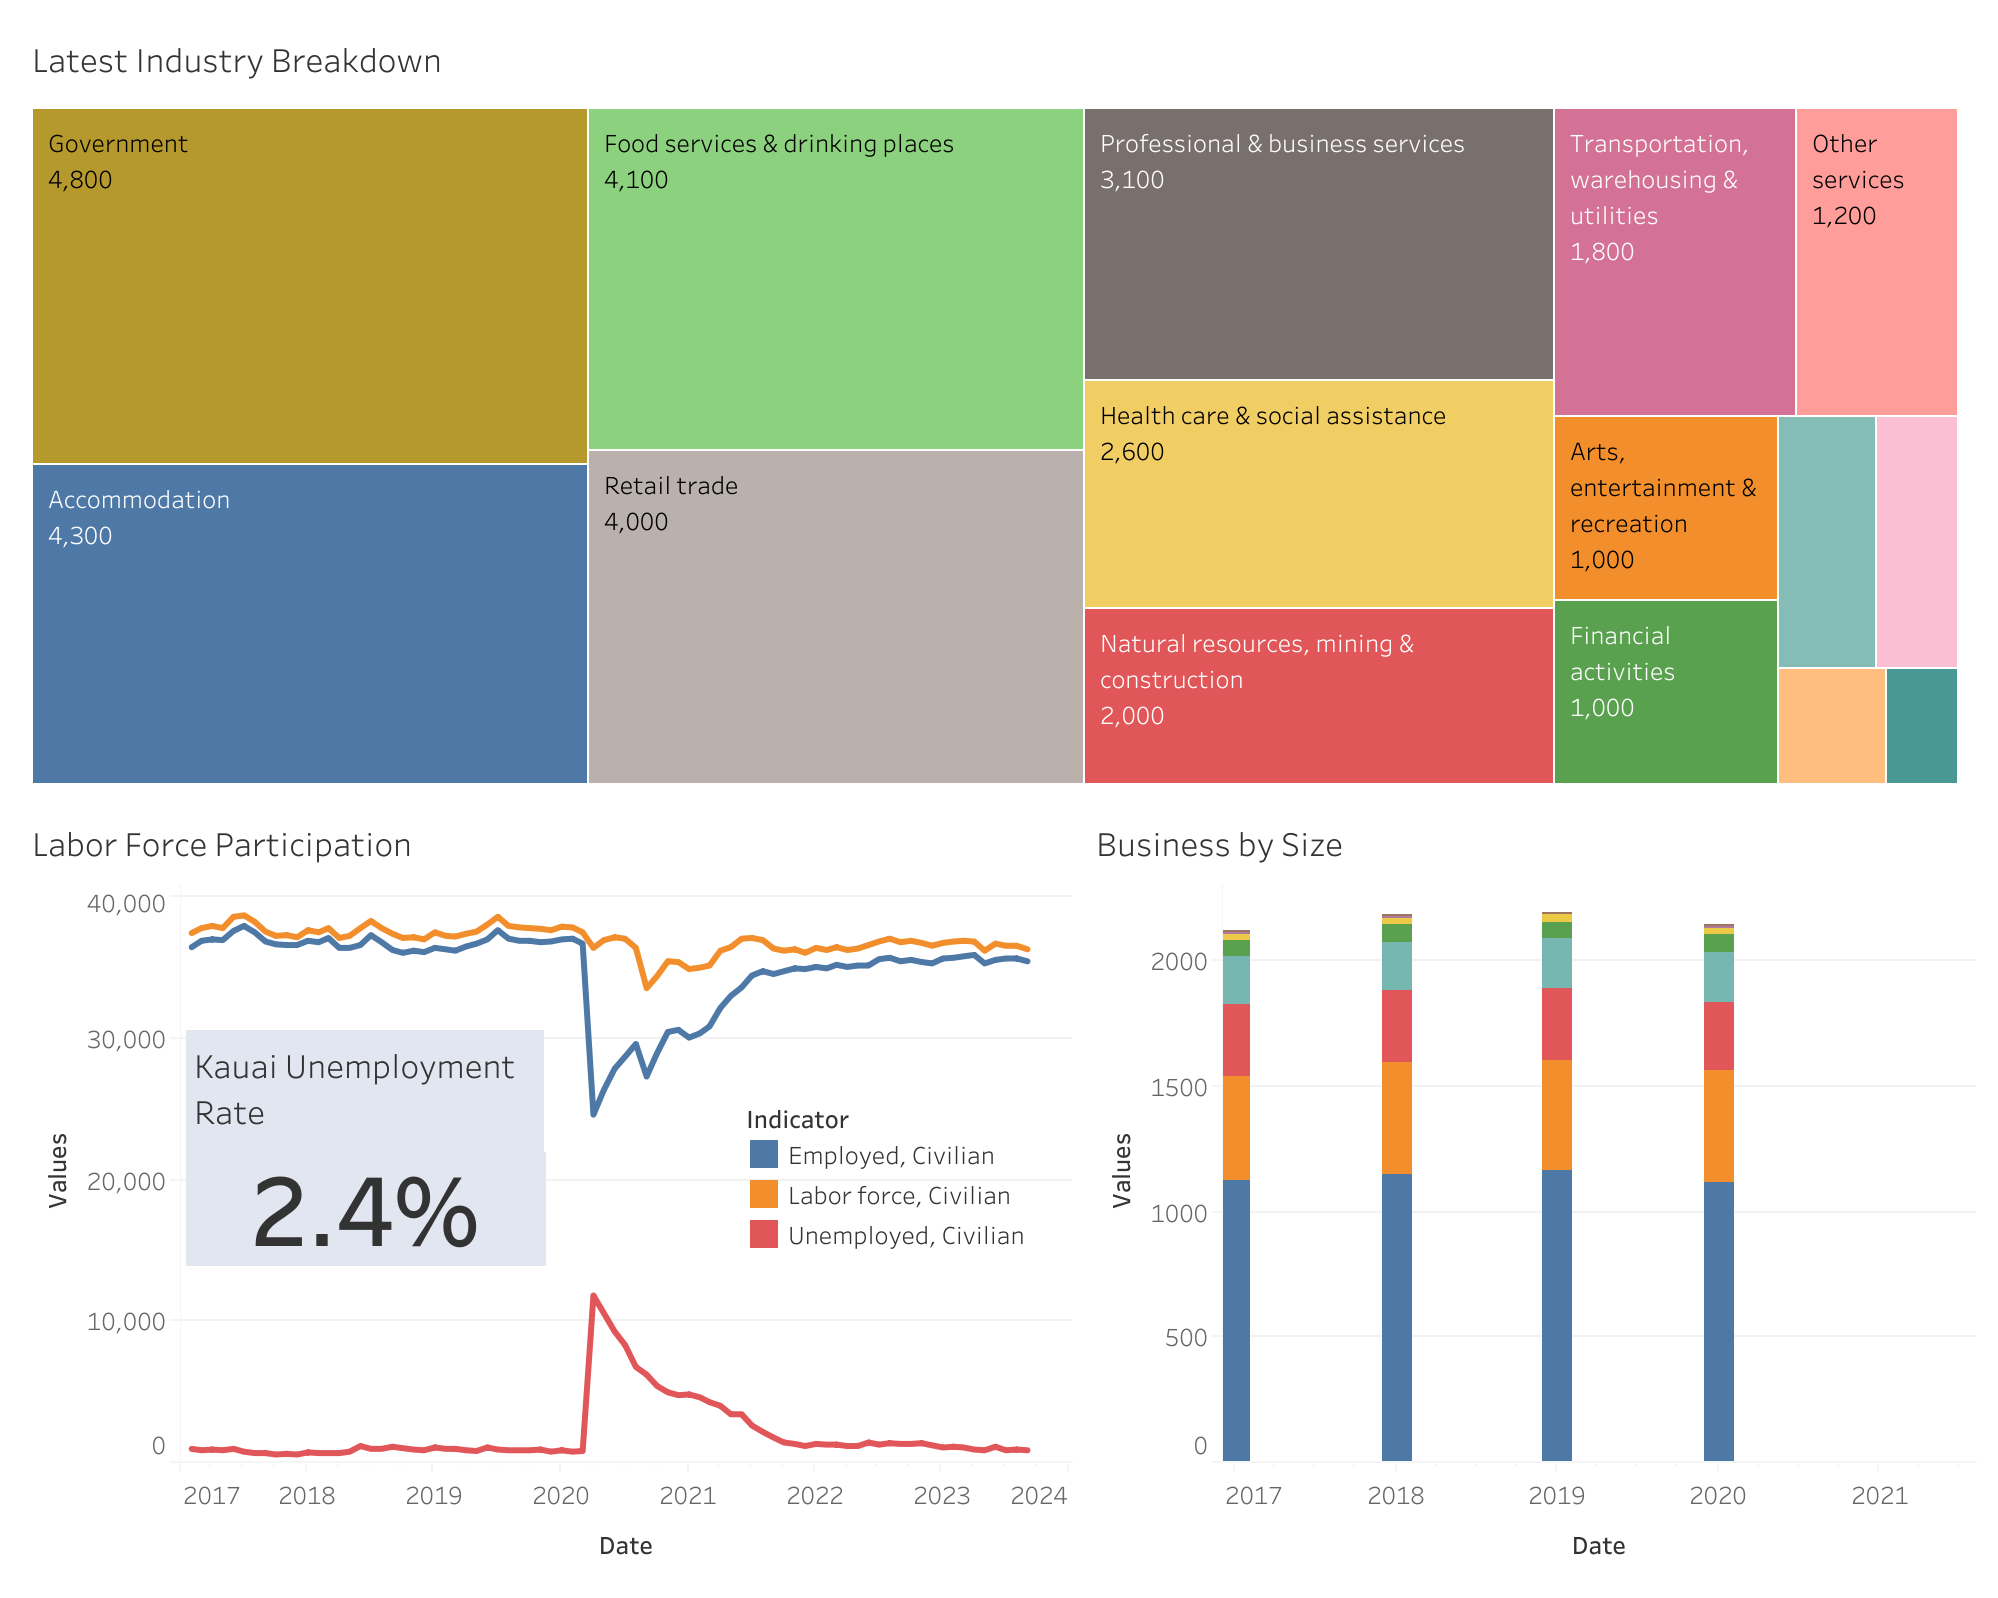 Latest Industry Breakdown
Government
4,800
Food services & drinking places
4,100
Professional & business services
3,100
Transportation,
warehousing &
utilities
1,800
Other
services
1,200
Accommodation
4,300
Retail trade
4,000
Health care & social assistance
2,600
Natural resources, mining &
construction
2,000
Arts,
entertainment &
recreation
1,000
Financial
activities
1,000
Labor Force Participation
40,000
30,000
20,000
10,000
0
Values
Kauai Unemployment
Rate
2.4%
Indicator
Employed, Civilian
Labor force, Civilian
Unemployed, Civilian
2017 2018 2019 2020 2021 2022 2023 2024
Date
Business by Size
2000
1500
1000
500
0
Values
2017 2018 2019 2020 2021
Date